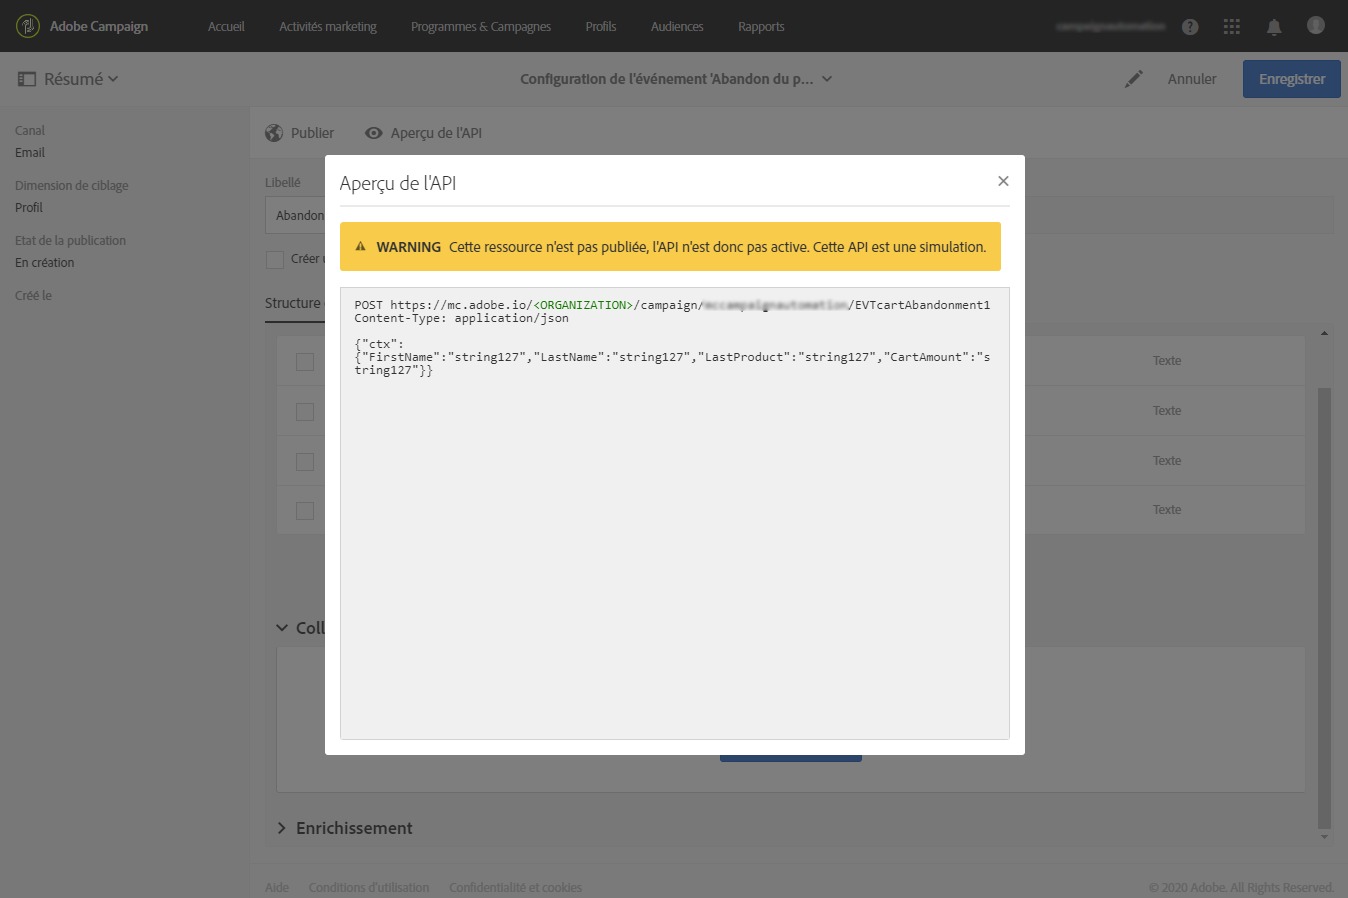 Adobe Campaign Accueil Activités marketing Programmes & Campagnes Profils Audiences Rapports
Résumé Configuration de l'événement 'Abandon du p... Annuler Enregistrer
Publier Aperçu de l'API
Canal
Email
Dimension de ciblage
Profil
Etat de la publication
En création
Créé le
Libellé
Abandon
Créer
Structure
Aperçu de l'API
WARNING Cette ressource n'est pas publiée, l'API n'est donc pas active. Cette API est une simulation.
POST https://mc.adobe.io/<ORGANIZATION>/campaign/mccampaignautomation/EVTcartAbandonment1
Content-Type: application/json
{"ctx":
{"FirstName":"string127","LastName":"string127","LastProduct":"string127","CartAmount":"s
tring127"}}
Texte
Texte
Texte
Texte
Coll
Enrichissement
Aide Conditions d'utilisation Confidentialité et cookies © 2020 Adobe. All Rights Reserved.